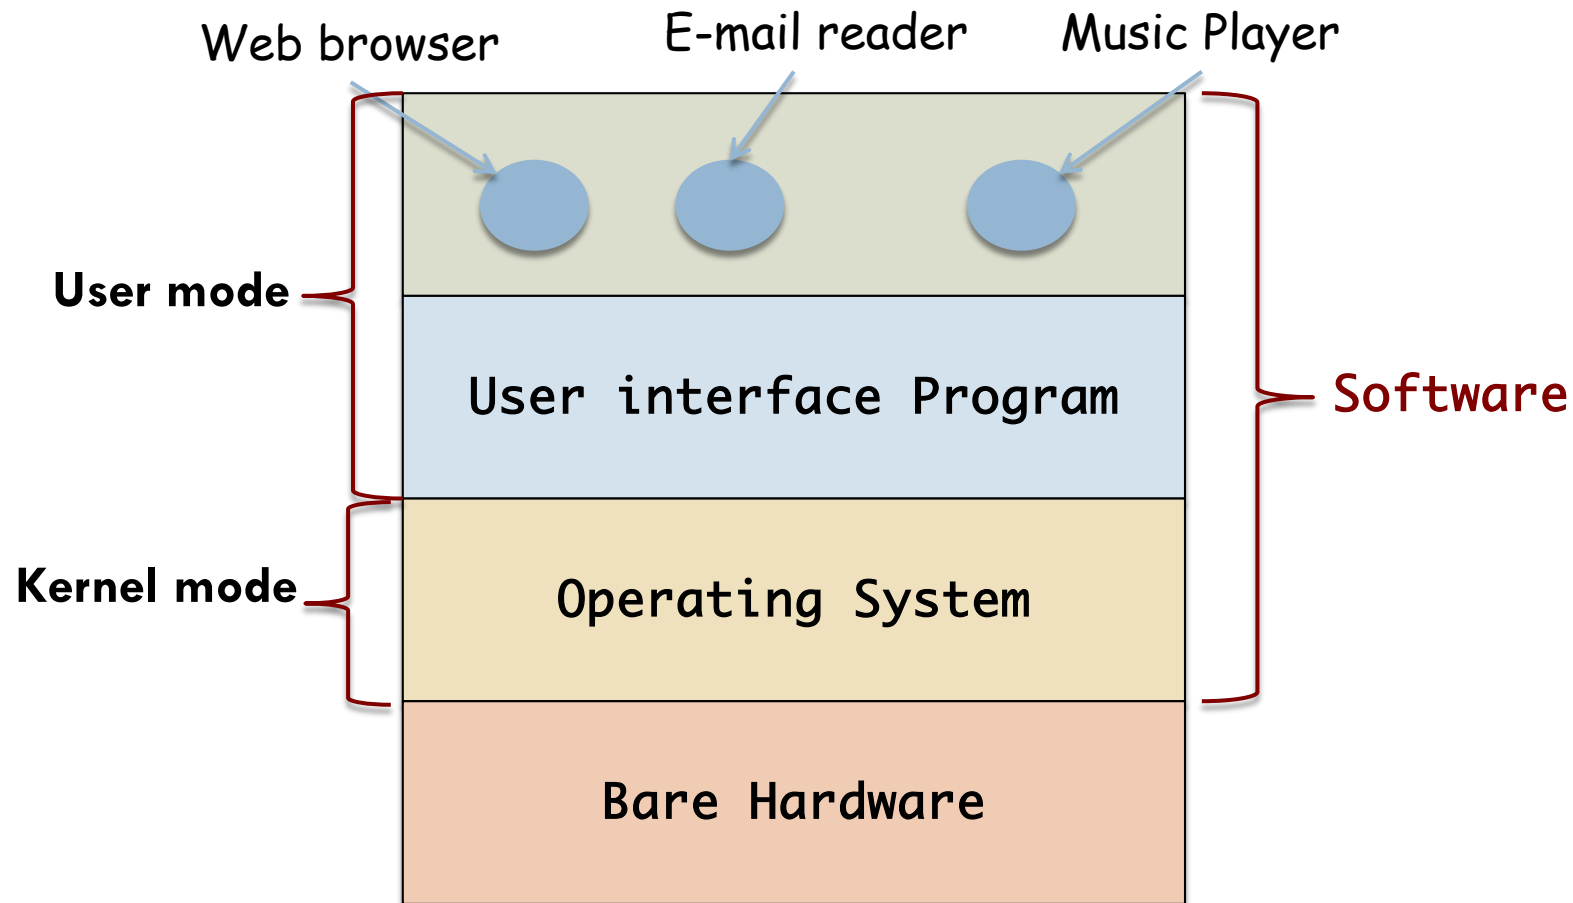 Web browser
E-mail reader
Music Player
User mode
User interface Program
Software
Kernel mode
Operating System
Bare Hardware